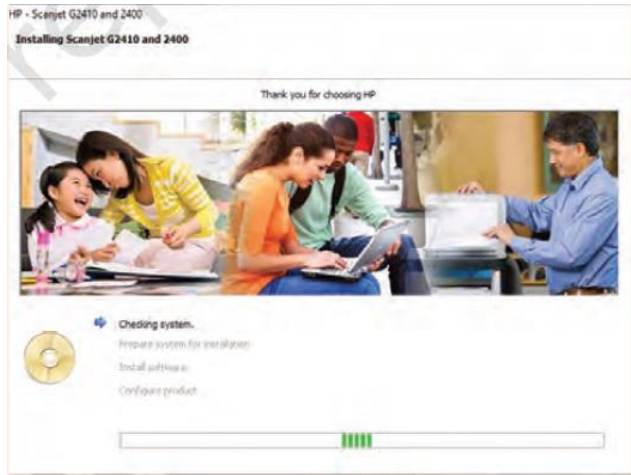 HP - Scanjet G2410 and 2400
Installing Scanjet G2410 and 2400
Thank you for choosing HP
Checking system.
Prepare system for installation
Install software
Configure product